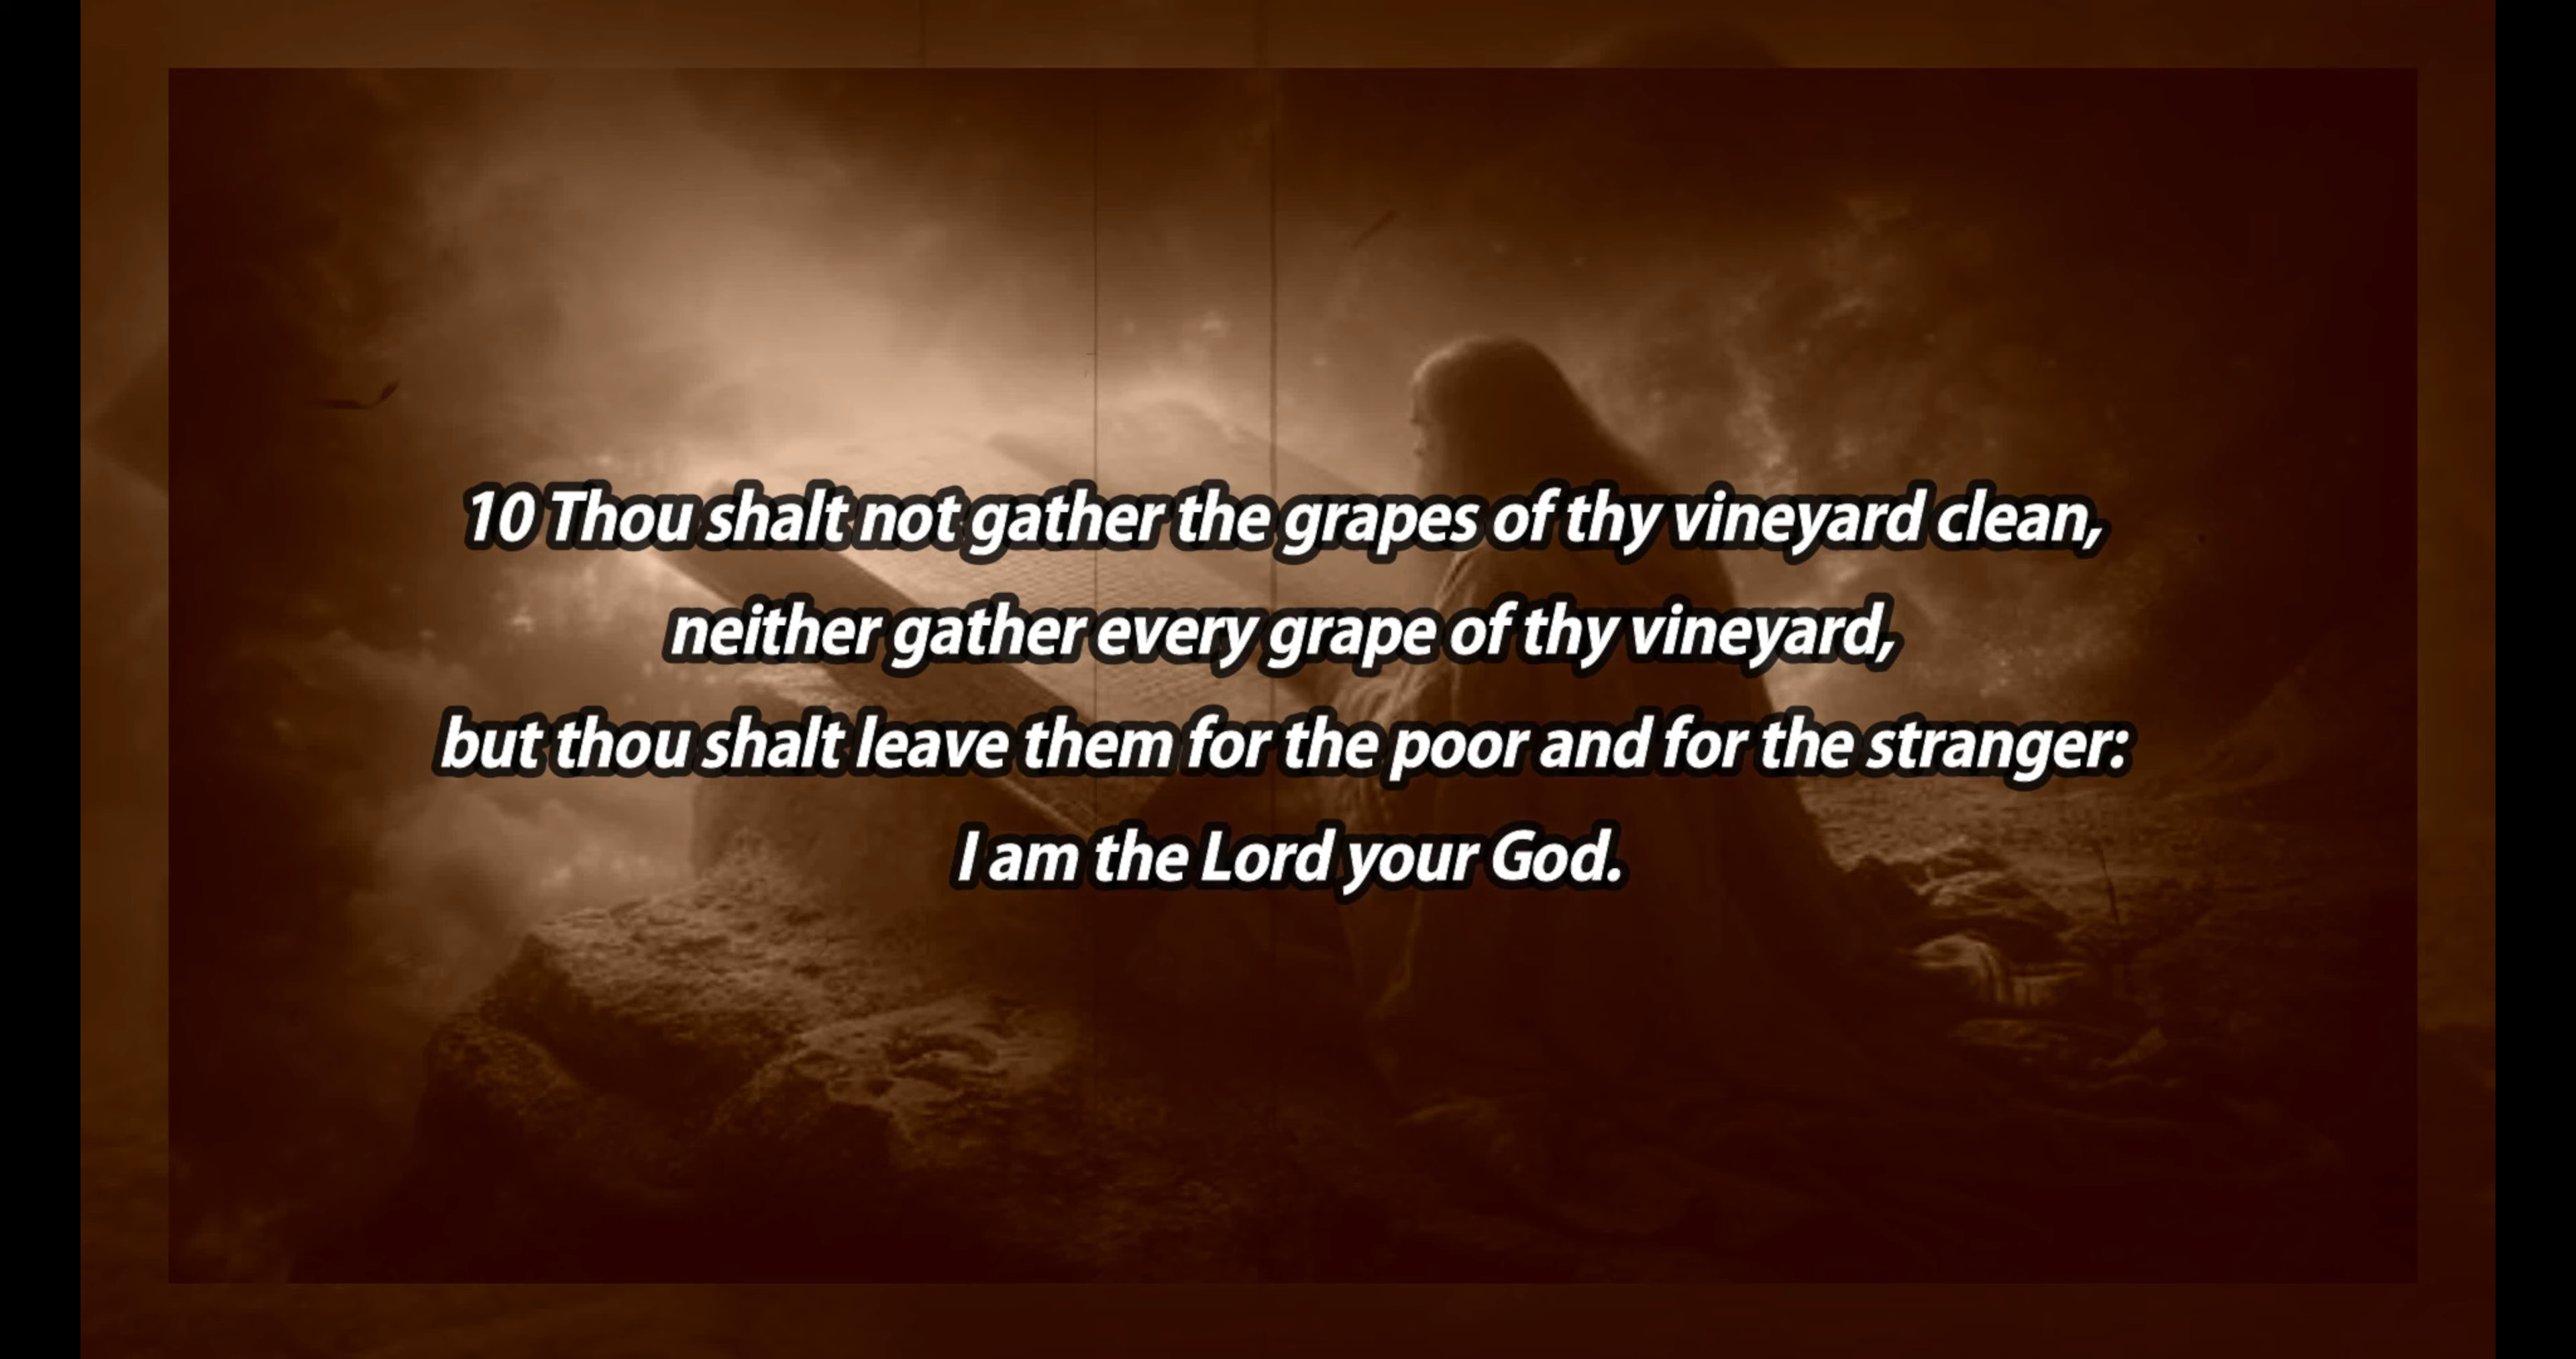 10 Thou shalt not gather the grapes of thy vineyard clean,
neither gather every grape of thy vineyard,
but thou shalt leave them for the poor and for the stranger:
I am the Lord your God.